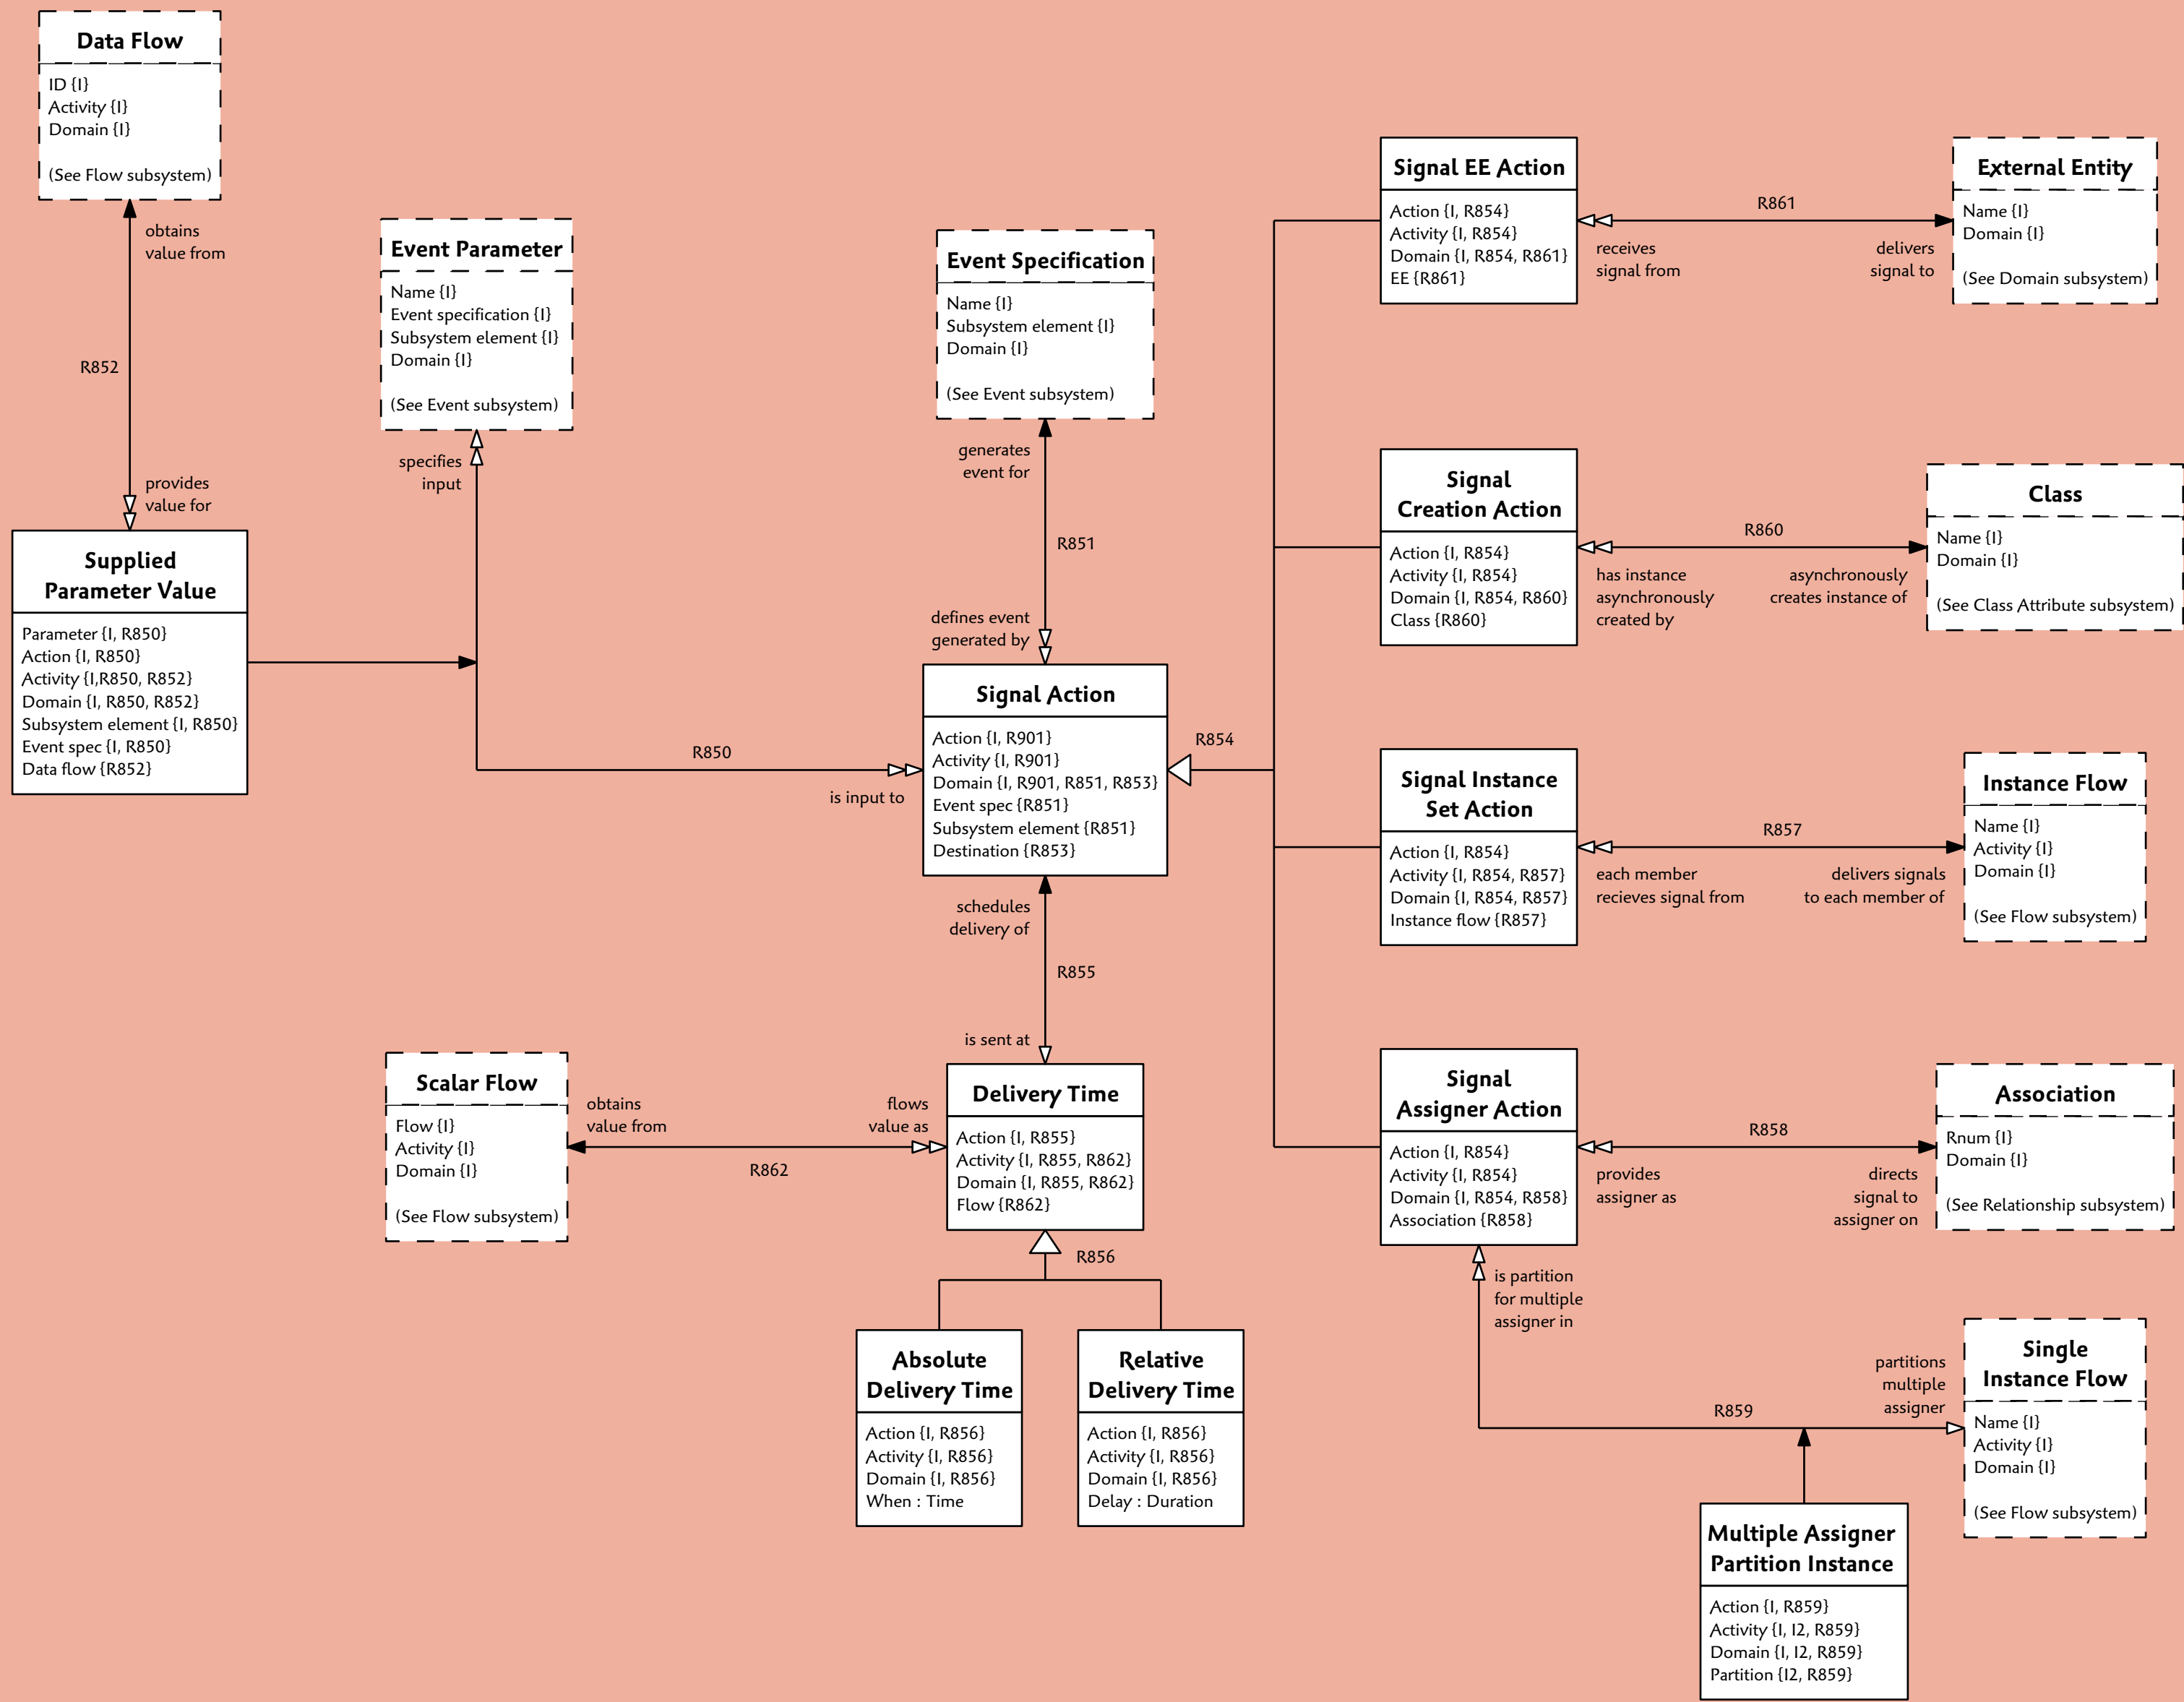 Data Flow
ID {I}
Activity {I}
Domain {I}
(See Flow subsystem)
obtains
value from
R852
provides
value for
Supplied
Parameter Value
Parameter {I, R850}
Action {I, R850}
Activity {I,R850, R852}
Domain {I, R850, R852}
Subsystem element {I, R850}
Event spec {I, R850}
Data flow {R852}
Event Parameter
Name {I}
Event specification {I}
Subsystem element {I}
Domain {I}
(See Event subsystem)
specifies
input
R850
is input to
Event Specification
Name {I}
Subsystem element {I}
Domain {I}
(See Event subsystem)
generates
event for
R851
defines event
generated by
Signal Action
Action {I, R901}
Activity {I, R901}
Domain {I, R901, R851, R853}
Event spec {R851}
Subsystem element {R851}
Destination {R853}
R854
schedules
delivery of
R855
is sent at
Scalar Flow
Flow {I}
Activity {I}
Domain {I}
(See Flow subsystem)
obtains
value from
flows
value as
R862
Delivery Time
Action {I, R855}
Activity {I, R855, R862}
Domain {I, R855, R862}
Flow {R862}
R856
Absolute
Delivery Time
Action {I, R856}
Activity {I, R856}
Domain {I, R856}
When : Time
Relative
Delivery Time
Action {I, R856}
Activity {I, R856}
Domain {I, R856}
Delay : Duration
Signal EE Action
Action {I, R854}
Activity {I, R854}
Domain {I, R854, R861}
EE {R861}
R861
receives
signal from
delivers
signal to
External Entity
Name {I}
Domain {I}
(See Domain subsystem)
Signal
Creation Action
Action {I, R854}
Activity {I, R854}
Domain {I, R854, R860}
Class {R860}
R860
has instance
asynchronously
created by
asynchronously
creates instance of
Class
Name {I}
Domain {I}
(See Class Attribute subsystem)
Signal Instance
Set Action
Action {I, R854}
Activity {I, R854, R857}
Domain {I, R854, R857}
Instance flow {R857}
R857
each member
recieves signal from
delivers signals
to each member of
Instance Flow
Name {I}
Activity {I}
Domain {I}
(See Flow subsystem)
Signal
Assigner Action
Action {I, R854}
Activity {I, R854}
Domain {I, R854, R858}
Association {R858}
R858
provides
assigner as
directs
signal to
assigner on
Association
Rnum {I}
Domain {I}
(See Relationship subsystem)
is partition
for multiple
assigner in
R859
partitions
multiple
assigner
Single
Instance Flow
Name {I}
Activity {I}
Domain {I}
(See Flow subsystem)
Multiple Assigner
Partition Instance
Action {I, R859}
Activity {I, I2, R859}
Domain {I, I2, R859}
Partition {I2, R859}